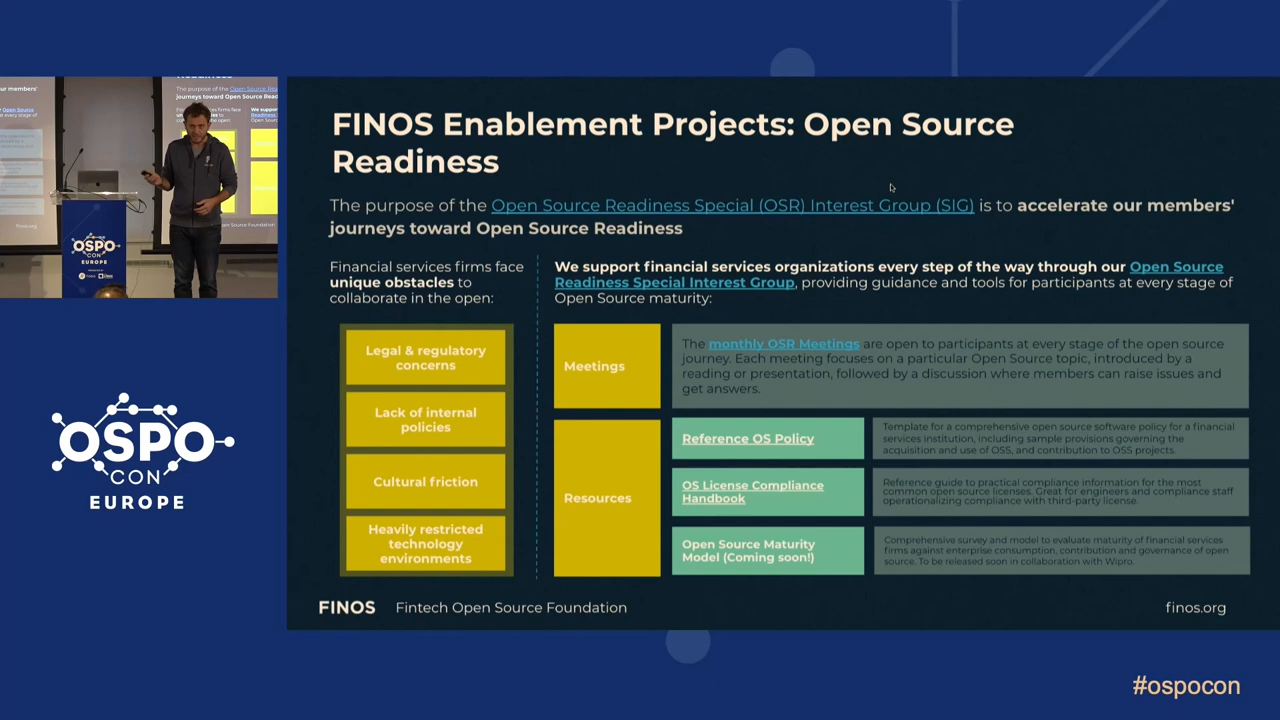 FINOS Enablement Projects: Open Source
Readiness
The purpose of the Open Source Readiness Special (OSR) Interest Group (SIG) is to accelerate our members'
journeys toward Open Source Readiness
Financial services firms face
unique obstacles to
collaborate in the open:
Legal & regulatory
concerns
Lack of internal
policies
Cultural friction
Heavily restricted
technology
environments
We support financial services organizations every step of the way through our Open Source
Readiness Special Interest Group, providing guidance and tools for participants at every stage of
Open Source maturity:
Meetings
The monthly OSR Meetings are open to participants at every stage of the open source
journey. Each meeting focuses on a particular Open Source topic, introduced by a
reading or presentation, followed by a discussion where members can raise issues and
get answers.
Resources
Reference OS Policy
Template for a comprehensive open source software policy for a financial
services institution, including sample provisions governing the
acquisition and use of OSS, and contribution to OSS projects.
OS License Compliance
Handbook
Reference guide to practical compliance information for the most
common open source licenses. Great for engineers and compliance staff
operationalizing compliance with third-party license.
Open Source Maturity
Model (Coming soon!)
Comprehensive survey and model to evaluate maturity of financial services
firms against enterprise consumption, contribution and governance of open
source. To be released soon in collaboration with Wipro.
FINOS Fintech Open Source Foundation
finos.org
OSPO
CON
EUROPE
OSPO
CON
EUROPE
#ospocon